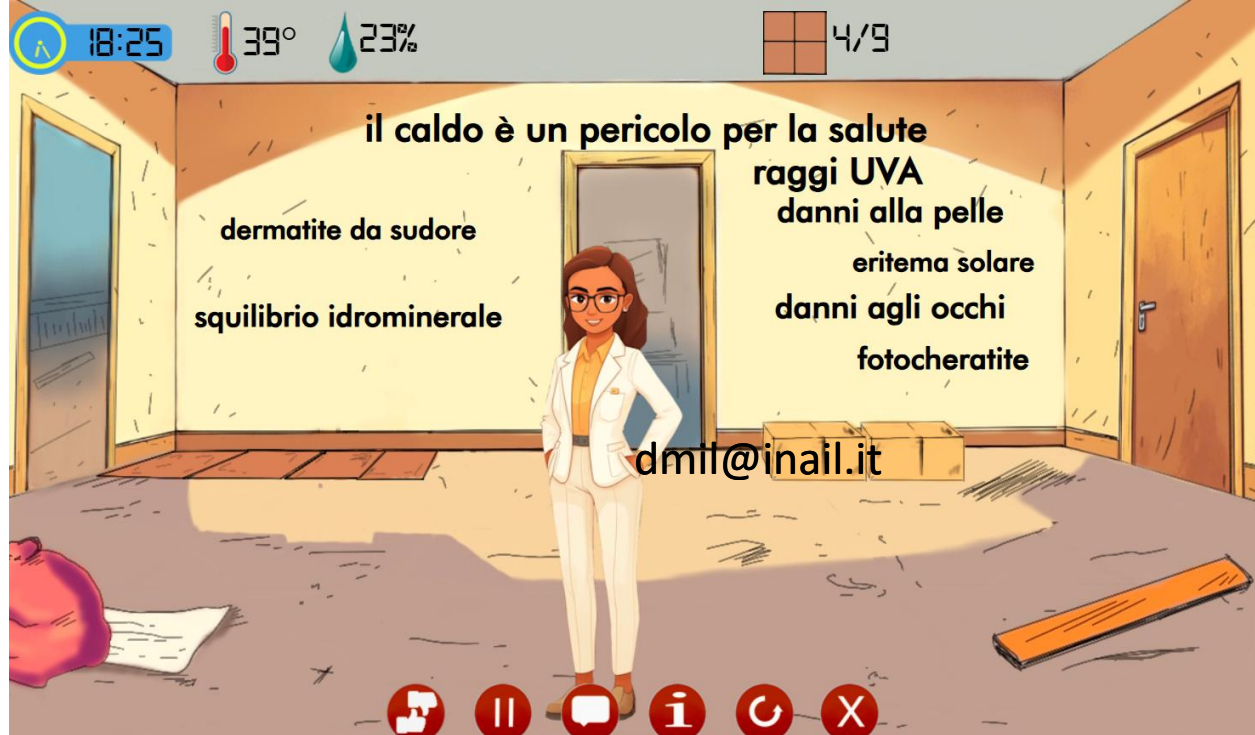 18:25
39°
23%
4/9
il caldo è un pericolo per la salute
raggi UVA
danni alla pelle
dermatite da sudore
eritema solare
squilibrio idrominerale
danni agli occhi
fotocheratite
dmil@inail.it
i
X